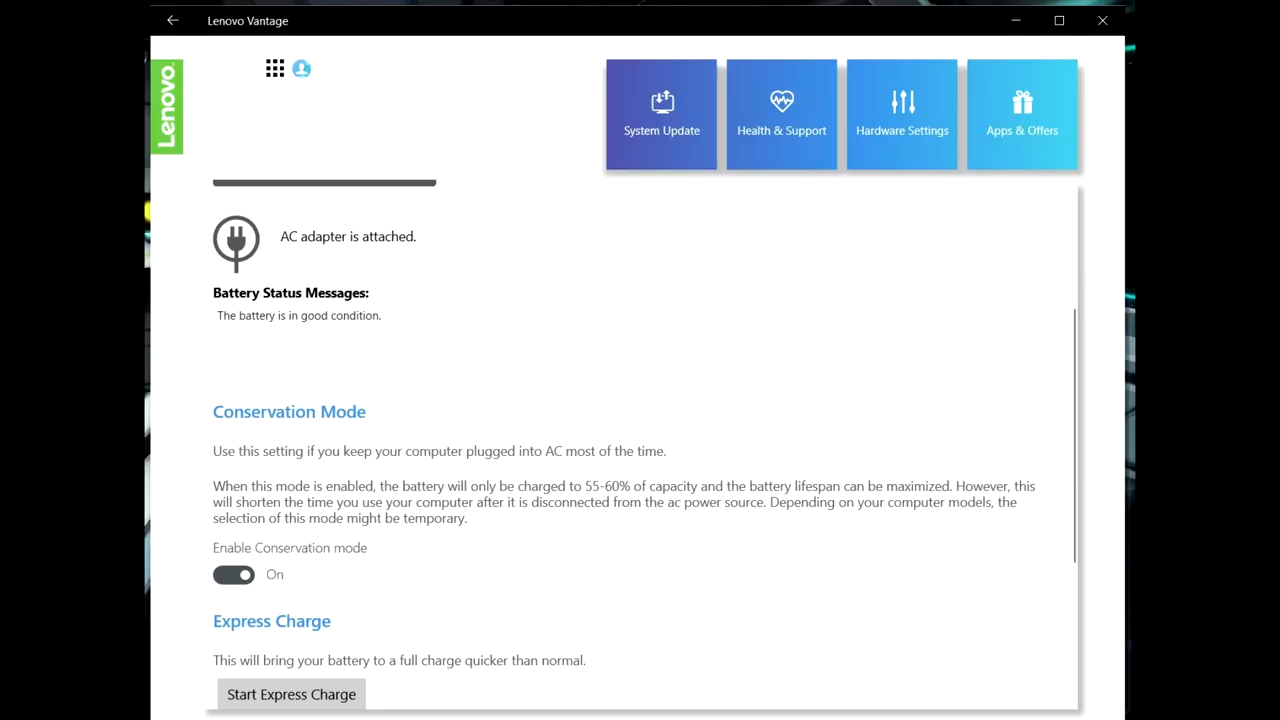 Lenovo Vantage
Lenovo
System Update
Health & Support
Hardware Settings
Apps & Offers
AC adapter is attached.
Battery Status Messages:
The battery is in good condition.
Conservation Mode
Use this setting if you keep your computer plugged into AC most of the time.
When this mode is enabled, the battery will only be charged to 55-60% of capacity and the battery lifespan can be maximized. However, this
will shorten the time you use your computer after it is disconnected from the ac power source. Depending on your computer models, the
selection of this mode might be temporary.
Enable Conservation mode
On
Express Charge
This will bring your battery to a full charge quicker than normal.
Start Express Charge